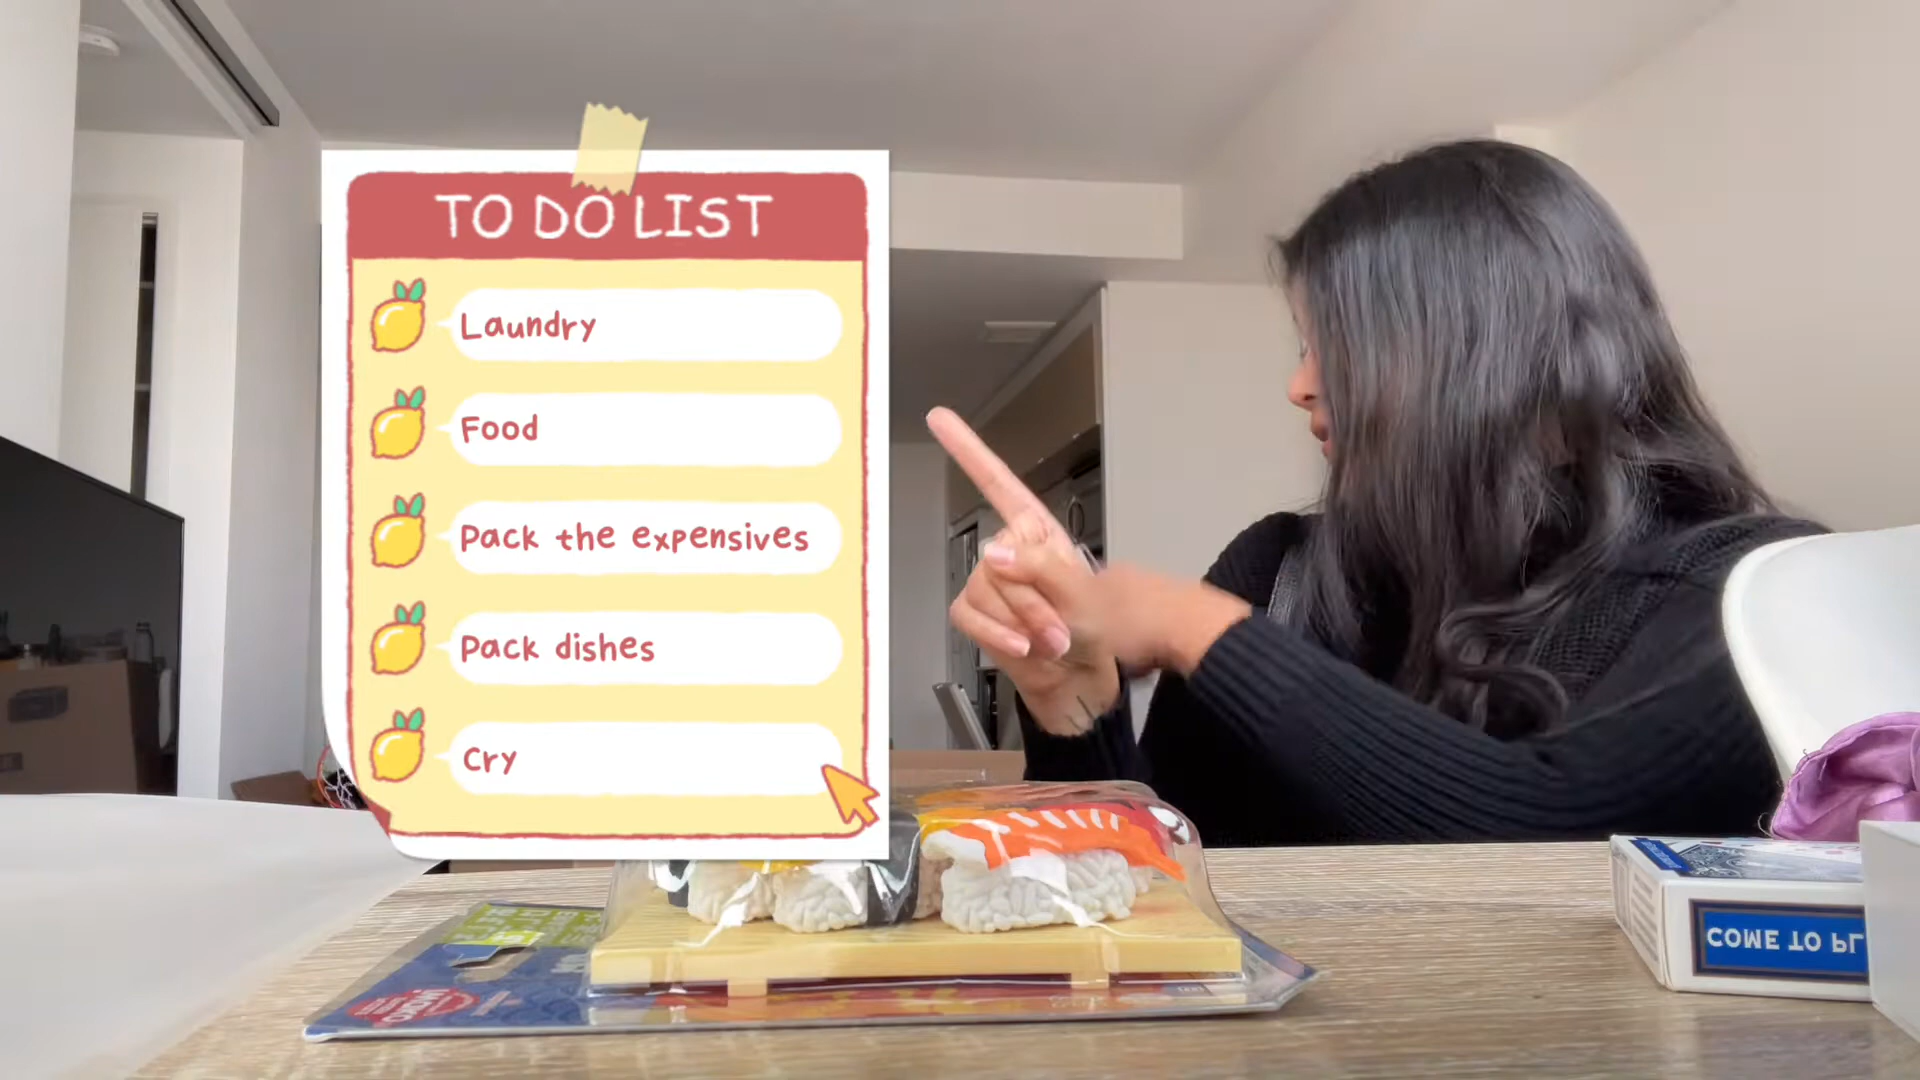 TO DO LIST
Laundry
Food
Pack the expensives
Pack dishes
Cry
COME TO PL